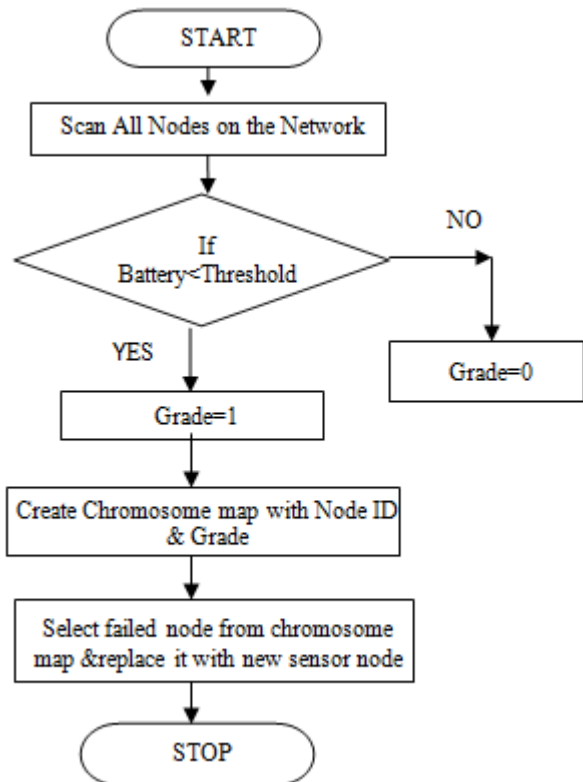 START
Scan All Nodes on the Network
If
Battery<Threshold
NO
YES
Grade=0
Grade=1
Create Chromosome map with Node ID
& Grade
Select failed node from chromosome
map &replace it with new sensor node
STOP